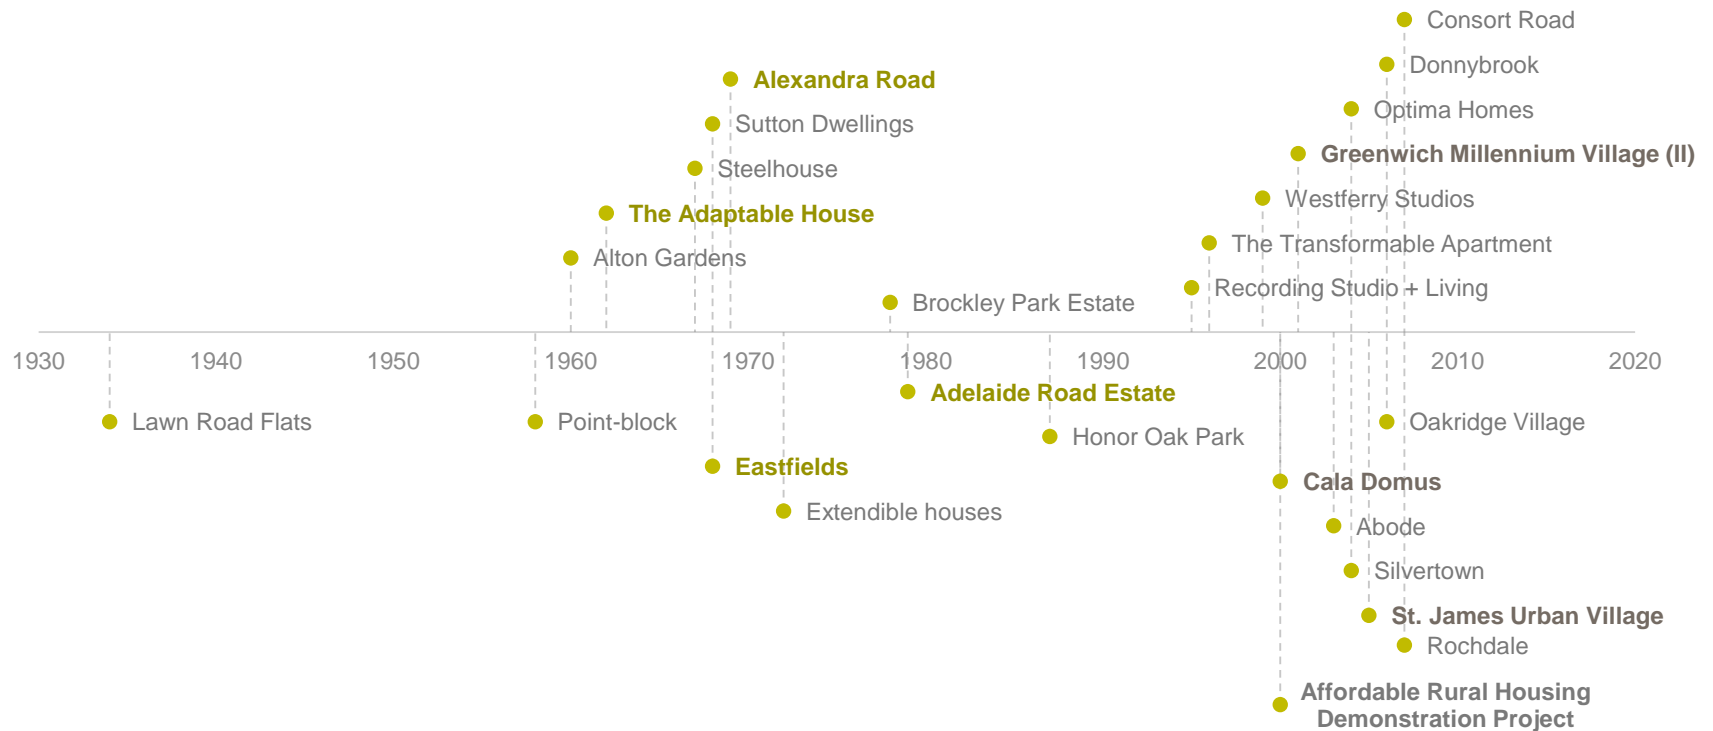 Consort Road
Donnybrook
Alexandra Road
Optima Homes
Sutton Dwellings
Greenwich Millennium Village (II)
Steelhouse
Westferry Studios
The Adaptable House
The Transformable Apartment
Alton Gardens
Recording Studio + Living
Brockley Park Estate
1930 1940 1950 1960 1970 1980 1990 2000 2010 2020
Adelaide Road Estate
Lawn Road Flats
Point-block
Oakridge Village
Honor Oak Park
Eastfields
Cala Domus
Extendible houses
Abode
Silvertown
St. James Urban Village
Rochdale
Affordable Rural Housing
Demonstration Project